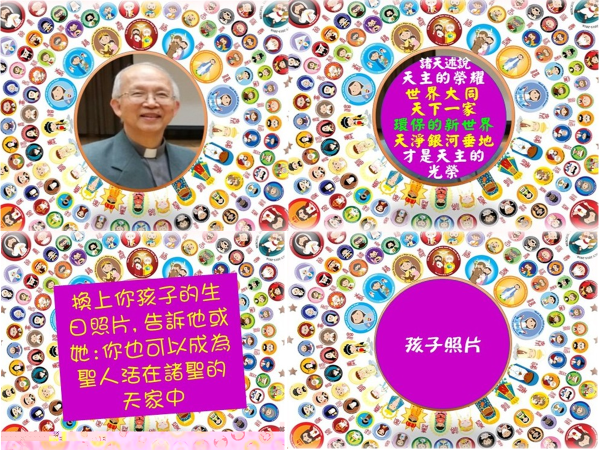 諸天述說
天主的榮耀
世界大同
天下一家
環保的新世界
天淨銀河垂地
才是天主的
光榮
換上你孩子的生
日照片,告訴他或
她:你也可以成為
聖人活在諸聖的
天家中
孩子照片